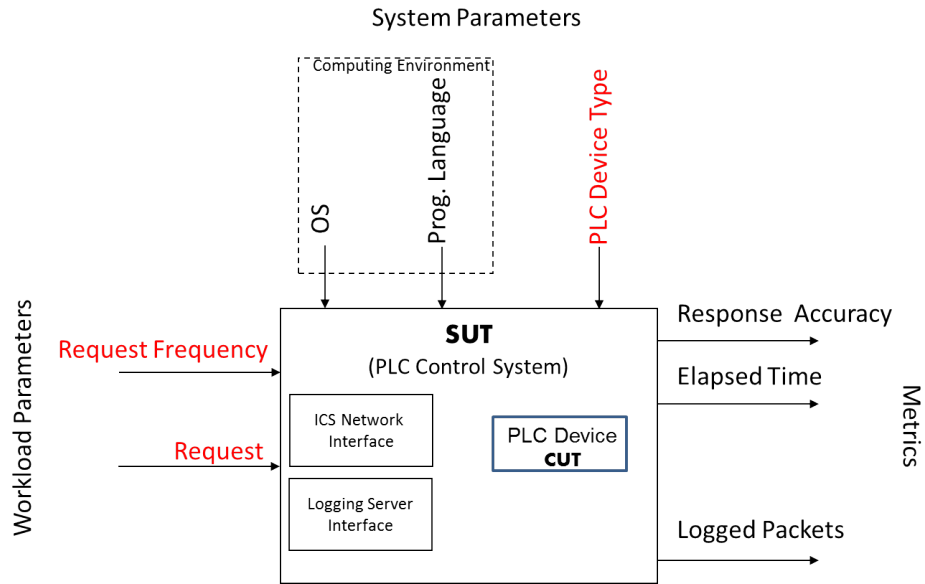 System Parameters
Computing Environment
OS
Prog. Language
PLC Device Type
Workload Parameters
Request Frequency
Request
SUT
(PLC Control System)
ICS Network
Interface
Logging Server
Interface
PLC Device
CUT
Response Accuracy
Elapsed Time
Logged Packets
Metrics